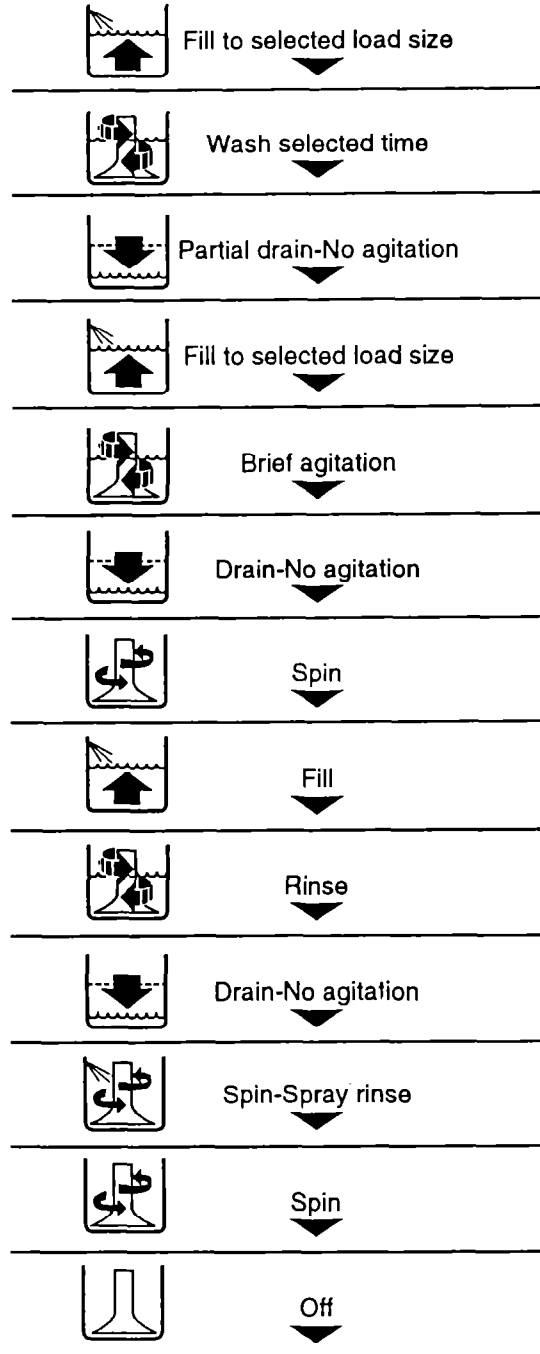 Fill to selected load size
Wash selected time
Partial drain-No agitation
Fill to selected load size
Brief agitation
Drain-No agitation
Spin
Fill
Rinse
Drain-No agitation
Spin-Spray rinse
Spin
Off